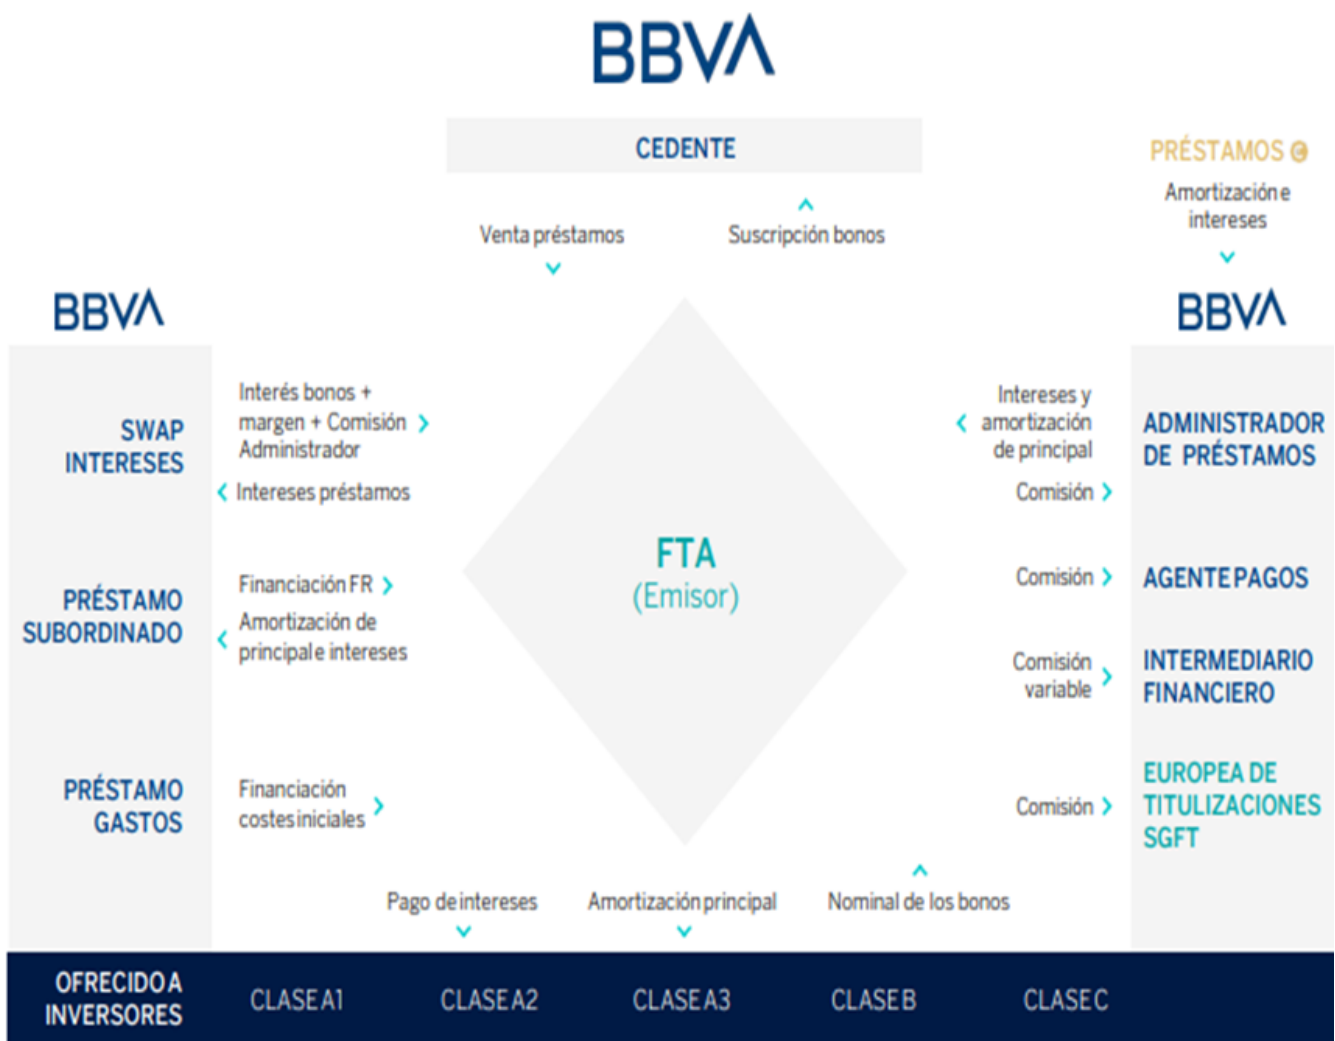 BBVA
CEDENTE
PRÉSTAMOS
Amortización e
intereses
Venta préstamos
Suscripción bonos
BBVA
BBVA
SWAP
INTERESES
Interés bonos +
margen + Comisión
Administrador
Intereses préstamos
Intereses y
amortización
de principal
Comisión
ADMINISTRADOR
DE PRÉSTAMOS
FTA
(Emisor)
PRÉSTAMO
SUBORDINADO
Financiación FR
Amortización de
principal e intereses
Comisión
AGENTE PAGOS
Comisión
variable
INTERMEDIARIO
FINANCIERO
PRÉSTAMO
GASTOS
Financiación
costes iniciales
Comisión
EUROPEA DE
TITULIZACIONES
SGFT
Pago de intereses
Amortización principal
Nominal de los bonos
OFRECIDO A
INVERSORES
CLASE A1
CLASE A2
CLASE A3
CLASE B
CLASE C